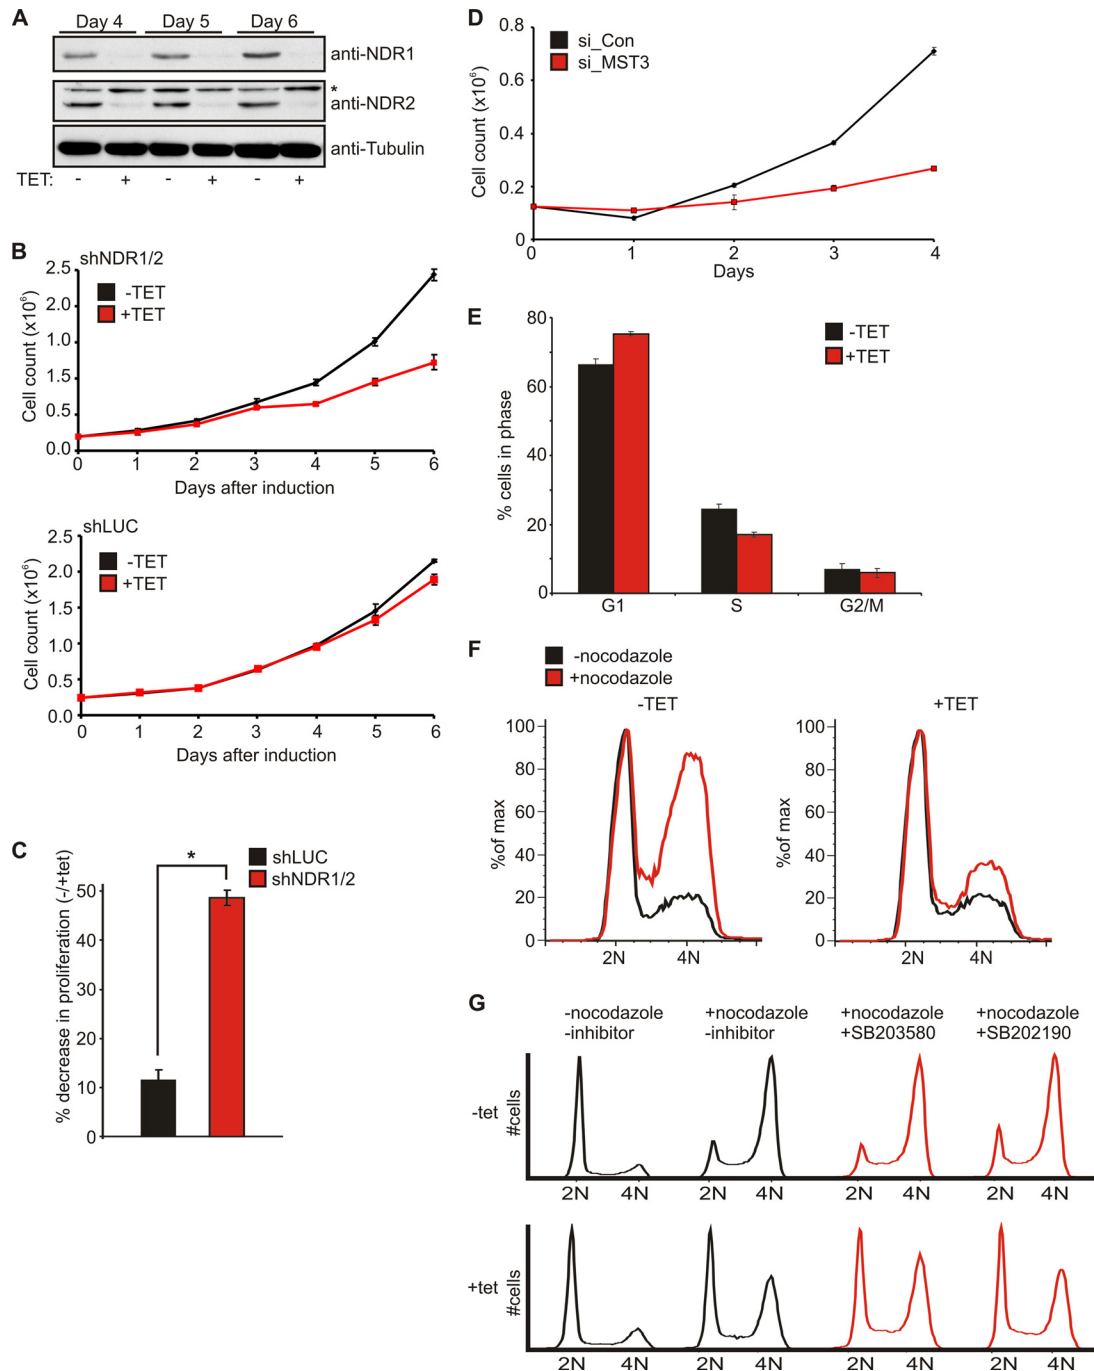 A
Day 4 Day 5 Day 6
anti-NDR1
*
anti-NDR2
anti-Tubulin
TET: - + - + - +
B
shNDR1/2
-TET
+TET
Cell count (x10⁶)
2.5
2.0
1.0
1.5
0.5
0.0
0 1 2 3 4 5 6
Days after induction
shLUC
-TET
+TET
Cell count (x10⁶)
2.5
2.0
1.5
1.0
0.5
0.0
0 1 2 3 4 5 6
Days after induction
C
shLUC
shNDR1/2
*
% decrease in proliferation (-/+tet)
50
40
30
20
10
0
D
si_Con
si_MST3
Cell count (x10⁶)
0.8
0.6
0.4
0.2
0
0 1 2 3 4
Days
E
-TET
+TET
% cells in phase
80
60
40
20
0
G1 S G2/M
F
-nocodazole
+nocodazole
-TET
%of max
100
80
60
40
20
0
2N 4N
+TET
%of max
100
80
60
40
20
0
2N 4N
G
-nocodazole
-inhibitor
+nocodazole
-inhibitor
+nocodazole
+SB203580
+nocodazole
+SB202190
-tet
#cells
2N 4N 2N 4N 2N 4N 2N 4N
+tet
#cells
2N 4N 2N 4N 2N 4N 2N 4N